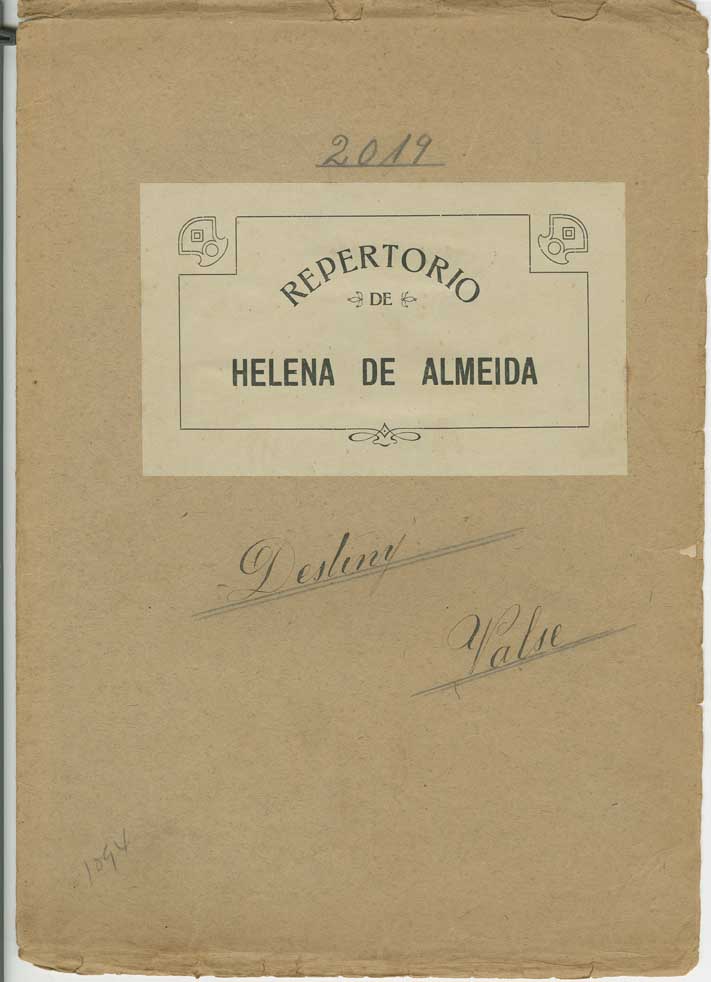 2019
REPERTORIO
DE
HELENA DE ALMEIDA
Destiny
Valse
1094